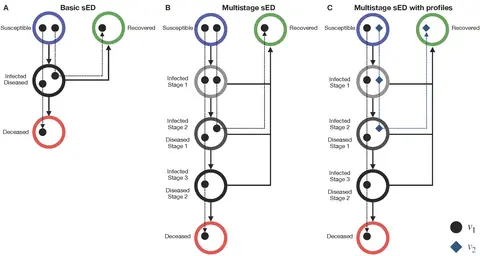 A
Basic sED
Susceptible
Recovered
Infected
Diseased
Deceased
B
Multistage sED
Susceptible
Recovered
Infected
Stage 1
Infected
Stage 2
Diseased
Stage 1
Infected
Stage 3
Diseased
Stage 2
Deceased
C
Multistage sED with profiles
Susceptible
Recovered
Infected
Stage 1
Infected
Stage 2
Diseased
Stage 1
Infected
Stage 3
Diseased
Stage 2
Deceased
v1
v2